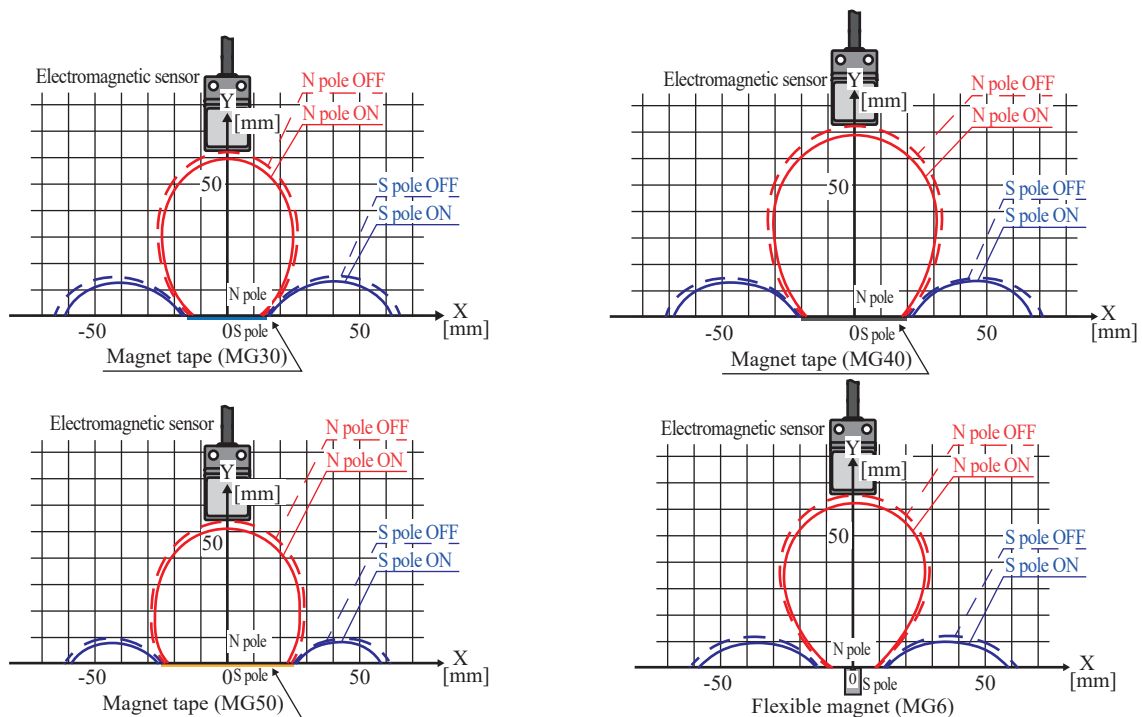 Electromagnetic sensor
N pole OFF
N pole ON
Y
[mm]
50
S pole OFF
S pole ON
N pole
X
[mm]
-50
0
S pole
50
Magnet tape (MG30)
Electromagnetic sensor
N pole OFF
N pole ON
Y
[mm]
50
S pole OFF
S pole ON
N pole
X
[mm]
-50
0
S pole
50
Magnet tape (MG40)
Electromagnetic sensor
N pole OFF
N pole ON
Y
[mm]
50
S pole OFF
S pole ON
N pole
X
[mm]
-50
0
S pole
50
Magnet tape (MG50)
Electromagnetic sensor
N pole OFF
N pole ON
Y
[mm]
50
S pole OFF
S pole ON
N pole
X
[mm]
-50
0
S pole
50
Flexible magnet (MG6)